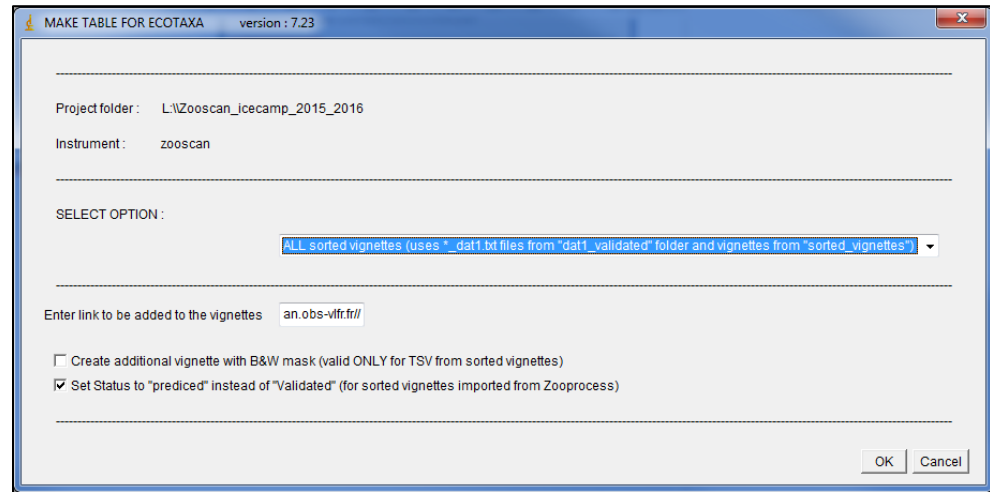 MAKE TABLE FOR ECOTAXA version : 7.23
Project folder : L:\\Zooscan_icecamp_2015_2016
Instrument : zooscan
SELECT OPTION :
ALL sorted vignettes (uses *_dat1.txt files from "dat1_validated" folder and vignettes from "sorted_vignettes")
Enter link to be added to the vignettes an.obs-vlfr.fr//
Create additional vignette with B&W mask (valid ONLY for TSV from sorted vignettes)
Set Status to "prediced" instead of "Validated" (for sorted vignettes imported from Zooprocess)
OK Cancel